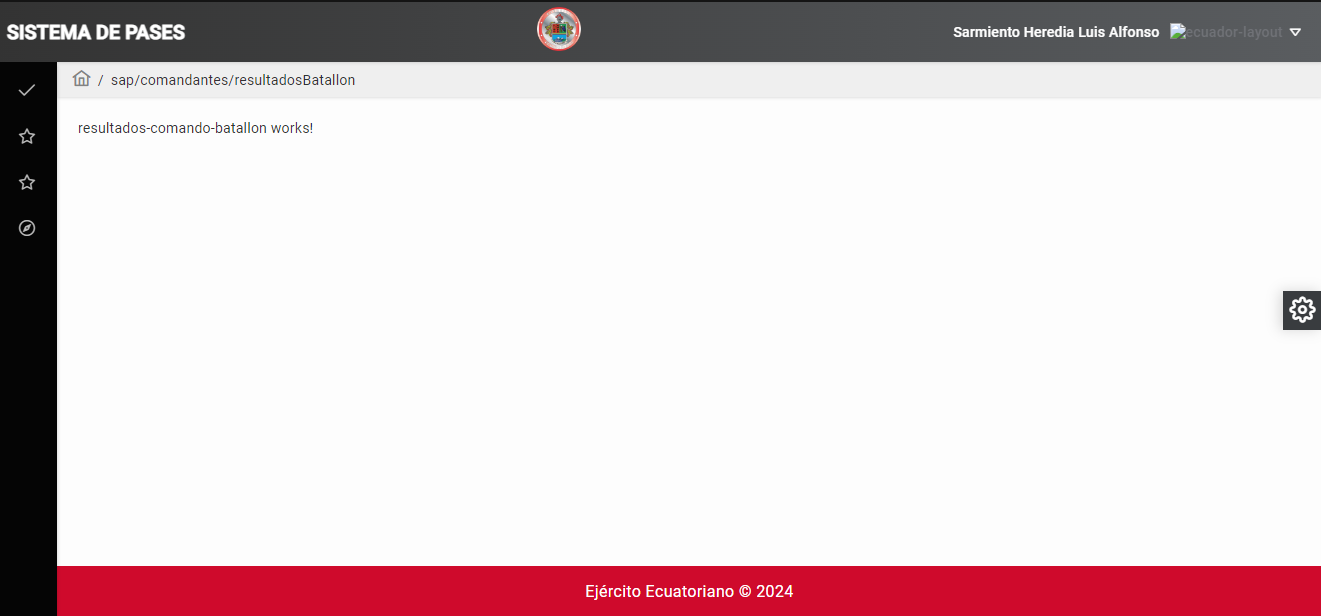 SISTEMA DE PASES
Sarmiento Heredia Luis Alfonso ecuador-layout
/ sap/comandantes/resultadosBatallon
resultados-comando-batallon works!
Ejército Ecuatoriano © 2024